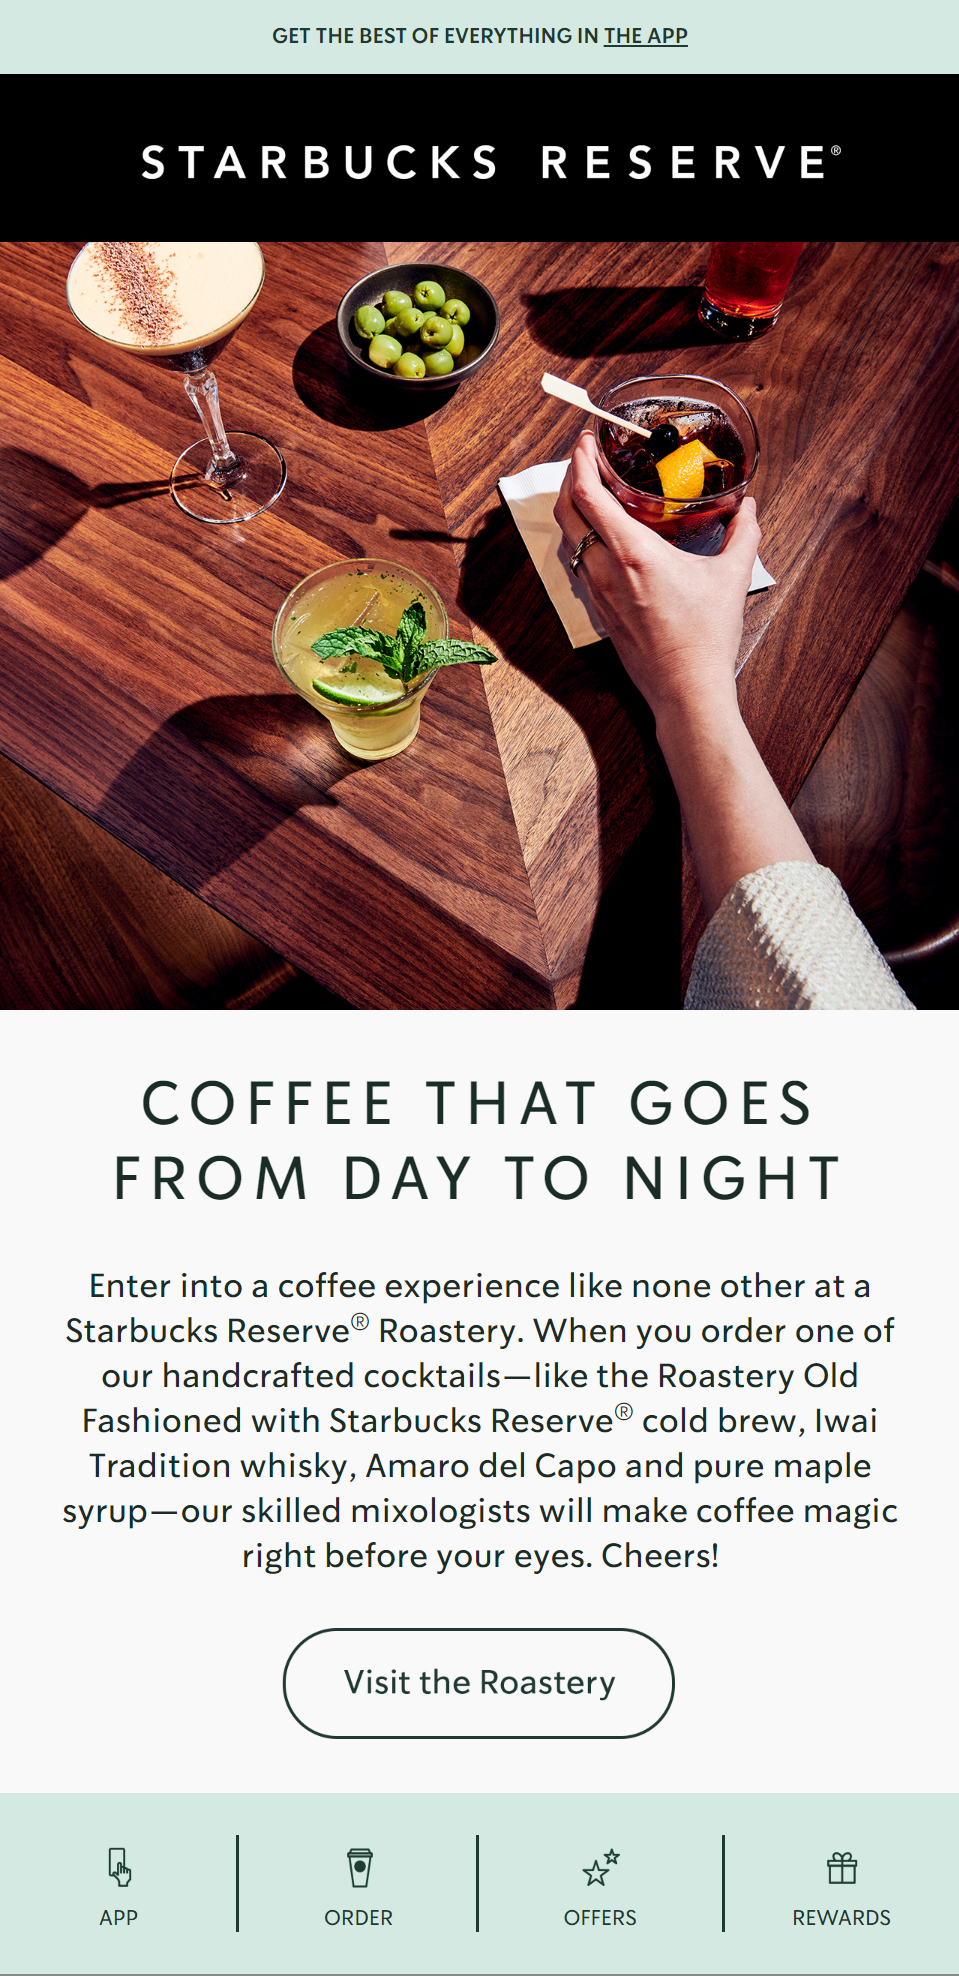 GET THE BEST OF EVERYTHING IN THE APP
STARBUCKS RESERVE®
COFFEE THAT GOES
FROM DAY TO NIGHT
Enter into a coffee experience like none other at a
Starbucks Reserve® Roastery. When you order one of
our handcrafted cocktails—like the Roastery Old
Fashioned with Starbucks Reserve® cold brew, Iwai
Tradition whisky, Amaro del Capo and pure maple
syrup—our skilled mixologists will make coffee magic
right before your eyes. Cheers!
Visit the Roastery
APP
ORDER
OFFERS
REWARDS